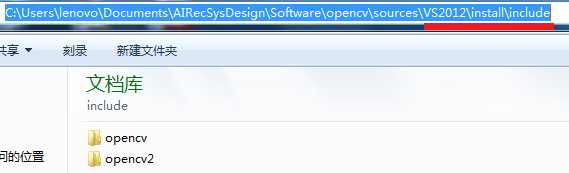 C:\Users\lenovo\Documents\AIRecSysDesign\Software\opencv\sources\VS2012\install\include
共享 刻录 新建文件夹
文档库
include
opencv
opencv2
问的位置